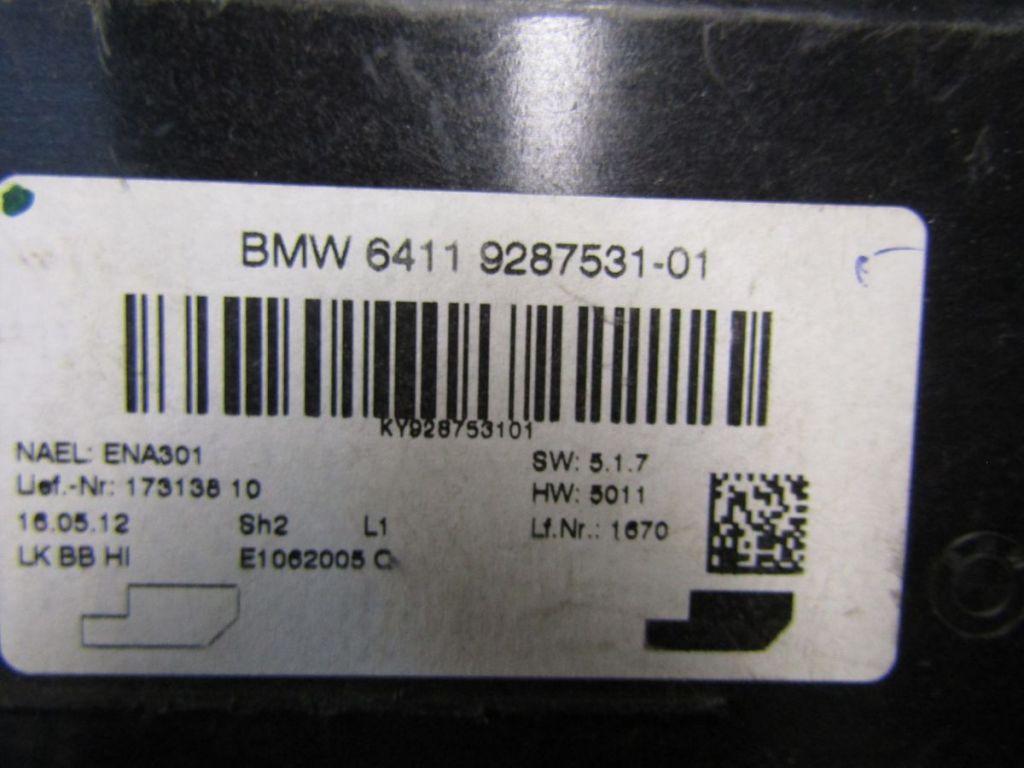 BMW 6411 9287531-01
KY928753101
NAEL: ENA301
Lief.-Nr: 173138 10
16.05.12 Sh2 L1
LK BB HI E1062005 C
SW: 5.1.7
HW: 5011
Lf.Nr.: 1670